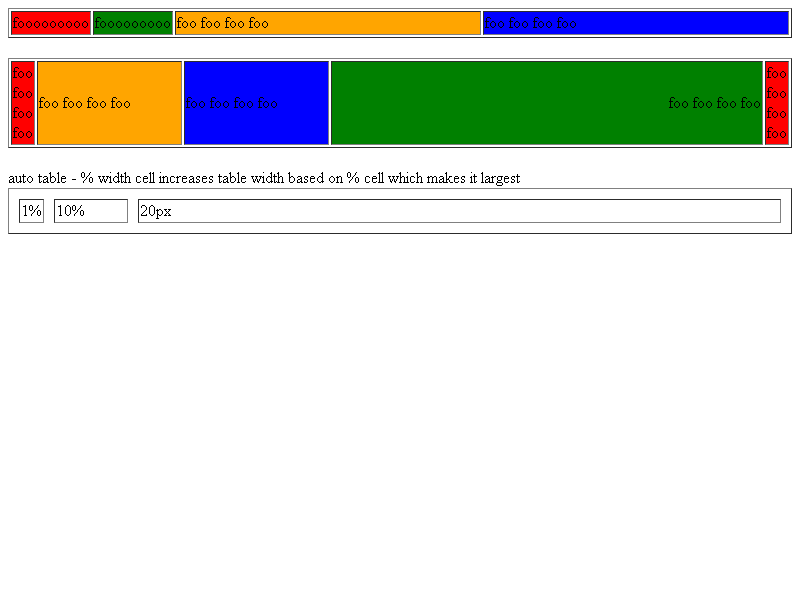 fooooooooo fooooooooo foo foo foo foo foo foo foo foo
foo foo foo foo foo foo foo foo foo foo foo foo foo foo foo foo foo foo foo foo
auto table - % width cell increases table width based on % cell which makes it largest
1% 10% 20px